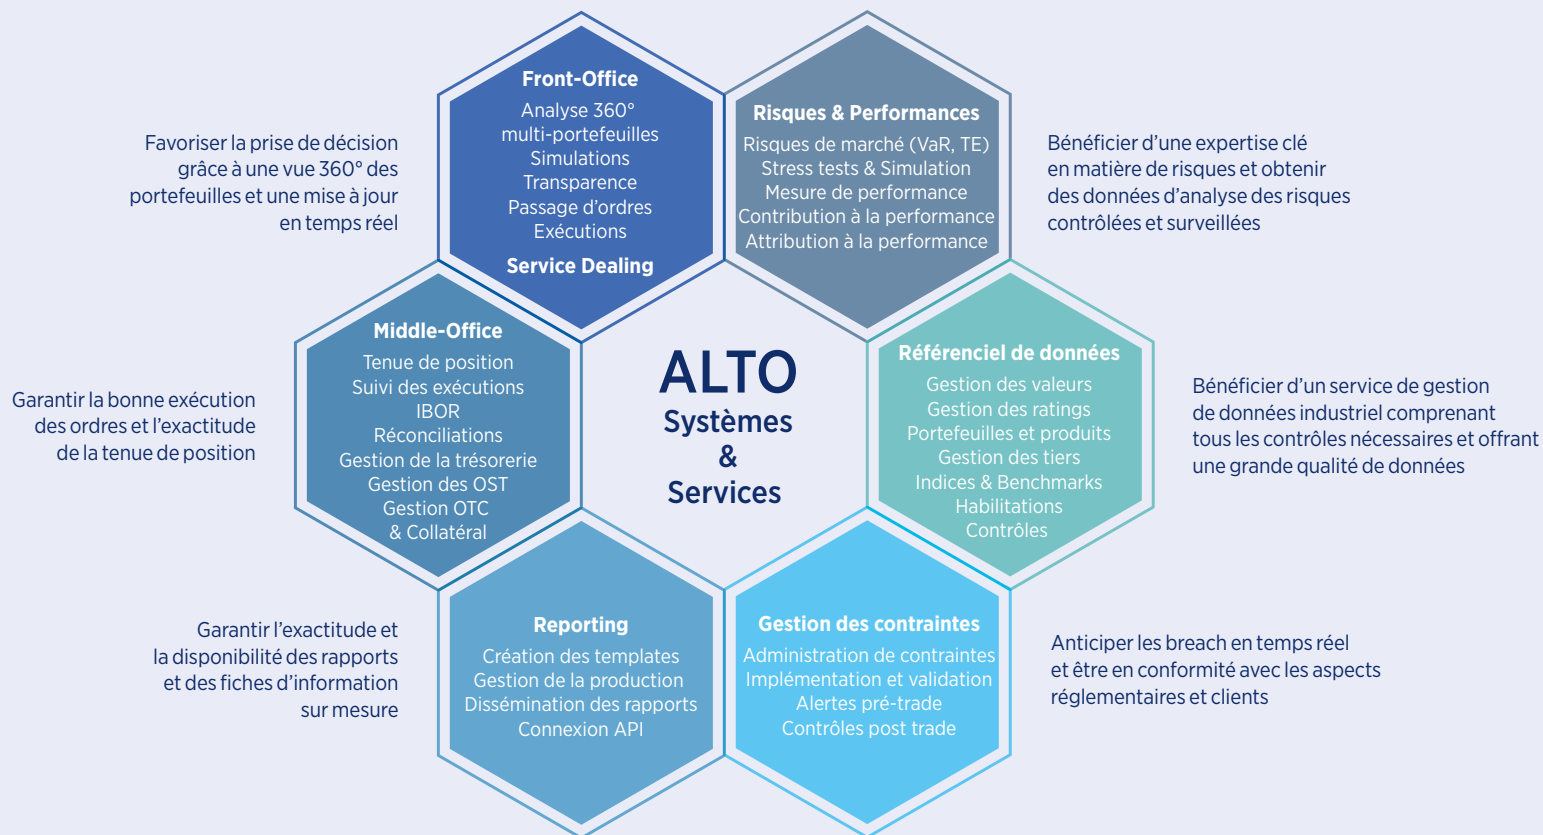 Front-Office
Analyse 360°
multi-portefeuilles
Simulations
Transparence
Passage d'ordres
Exécutions
Service Dealing
Favoriser la prise de décision
grâce à une vue 360° des
portefeuilles et une mise à jour
en temps réel
Risques & Performances
Risques de marché (VaR, TE)
Stress tests & Simulation
Mesure de performance
Contribution à la performance
Attribution à la performance
Bénéficier d'une expertise clé
en matière de risques et obtenir
des données d'analyse des risques
contrôlées et surveillées
Middle-Office
Tenue de position
Suivi des exécutions
IBOR
Réconciliations
Gestion de la trésorerie
Gestion des OST
Gestion OTC
& Collatéral
Garantir la bonne exécution
des ordres et l'exactitude
de la tenue de position
ALTO
Systèmes
&
Services
Référenciel de données
Gestion des valeurs
Gestion des ratings
Portefeuilles et produits
Gestion des tiers
Indices & Benchmarks
Habilitations
Contrôles
Bénéficier d'un service de gestion
de données industriel comprenant
tous les contrôles nécessaires et offrant
une grande qualité de données
Reporting
Création des templates
Gestion de la production
Dissémination des rapports
Connexion API
Garantir l'exactitude et
la disponibilité des rapports
et des fiches d'information
sur mesure
Gestion des contraintes
Administration de contraintes
Implémentation et validation
Alertes pré-trade
Contrôles post trade
Anticiper les breach en temps réel
et être en conformité avec les aspects
réglementaires et clients